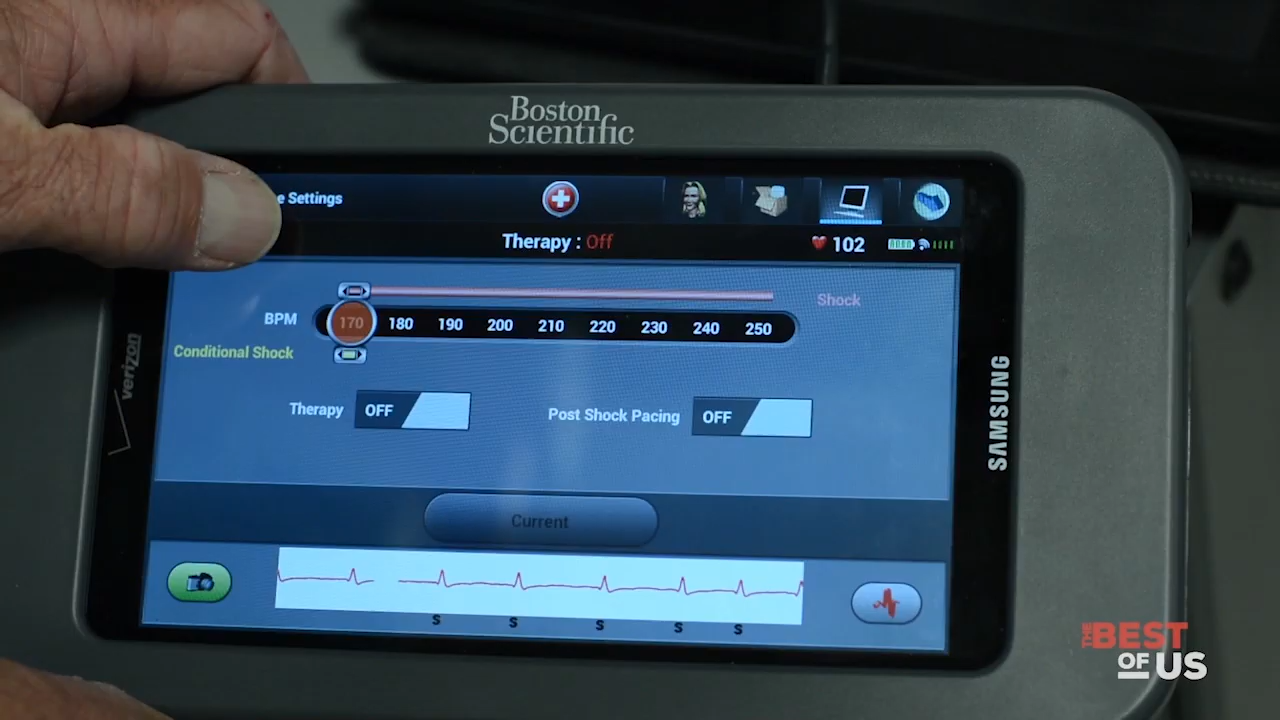 Boston
Scientific
e Settings
Therapy : Off
102
Shock
BPM
170 180 190 200 210 220 230 240 250
Conditional Shock
Therapy OFF
Post Shock Pacing OFF
Current
S S S S S
verizon
SAMSUNG
THE BEST
OF US